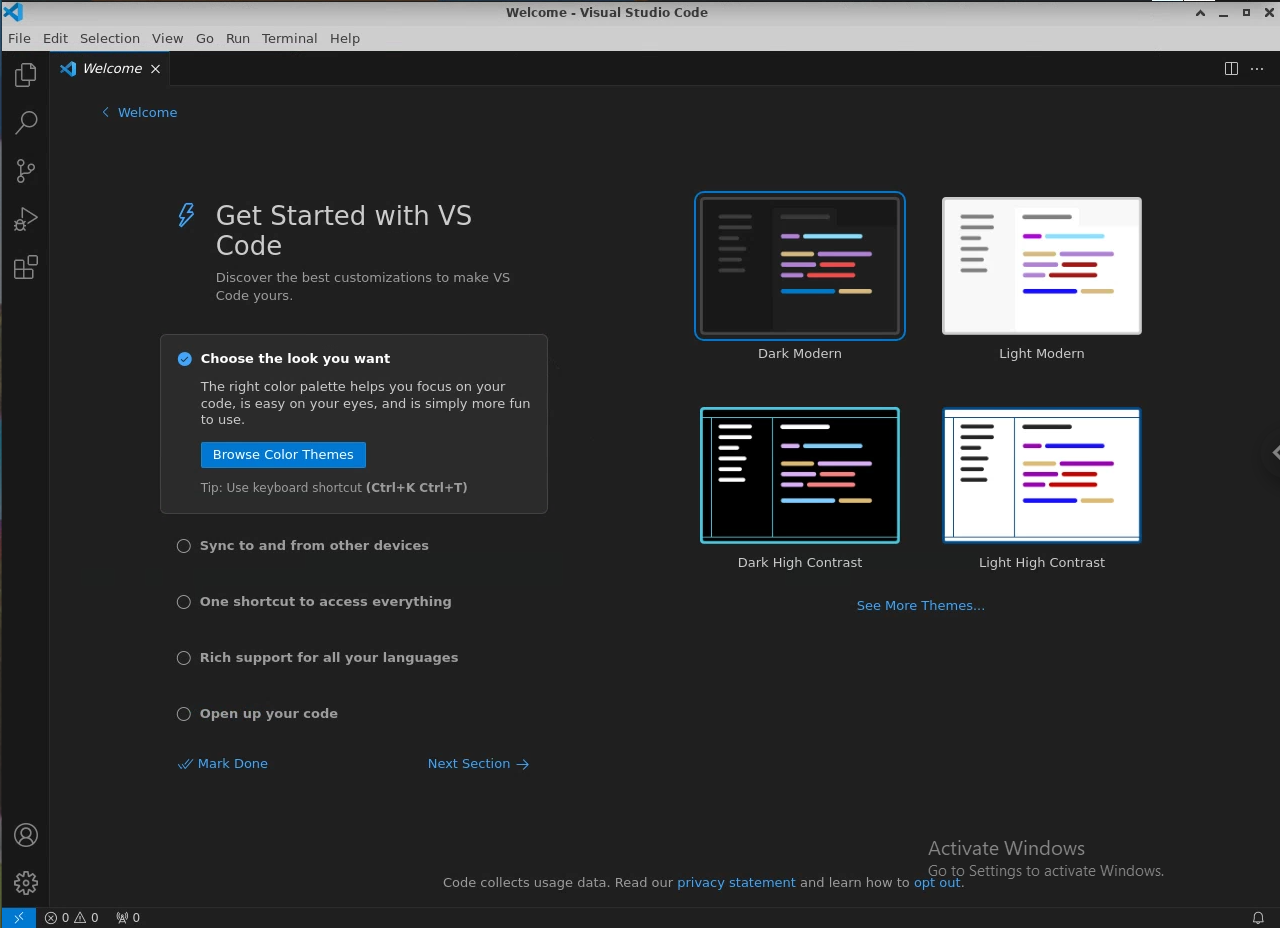 Welcome - Visual Studio Code
File Edit Selection View Go Run Terminal Help
Welcome
Welcome
Get Started with VS
Code
Discover the best customizations to make VS
Code yours.
Choose the look you want
The right color palette helps you focus on your
code, is easy on your eyes, and is simply more fun
to use.
Browse Color Themes
Tip: Use keyboard shortcut (Ctrl+K Ctrl+T)
Sync to and from other devices
One shortcut to access everything
Rich support for all your languages
Open up your code
Mark Done
Next Section
Dark Modern
Light Modern
Dark High Contrast
Light High Contrast
See More Themes...
Activate Windows
Go to Settings to activate Windows.
Code collects usage data. Read our privacy statement and learn how to opt out.
0 0 0